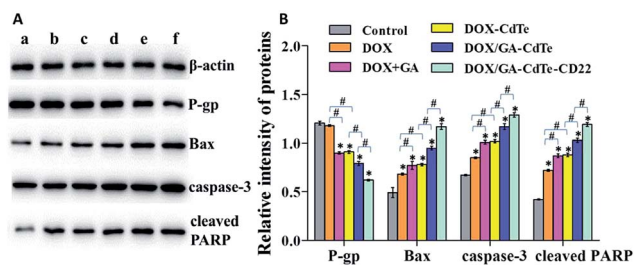 A
a b c d e f
β-actin
P-gp
Bax
caspase-3
cleaved
PARP
B
Control
DOX
DOX+GA
DOX-CdTe
DOX/GA-CdTe
DOX/GA-CdTe-CD22
Relative intensity of proteins
2.0
1.5
1.0
0.5
0.0
# # # #
* * * *
# # # #
* * * * *
# # # #
* * * * *
# # # #
* * * * *
P-gp Bax caspase-3 cleaved PARP